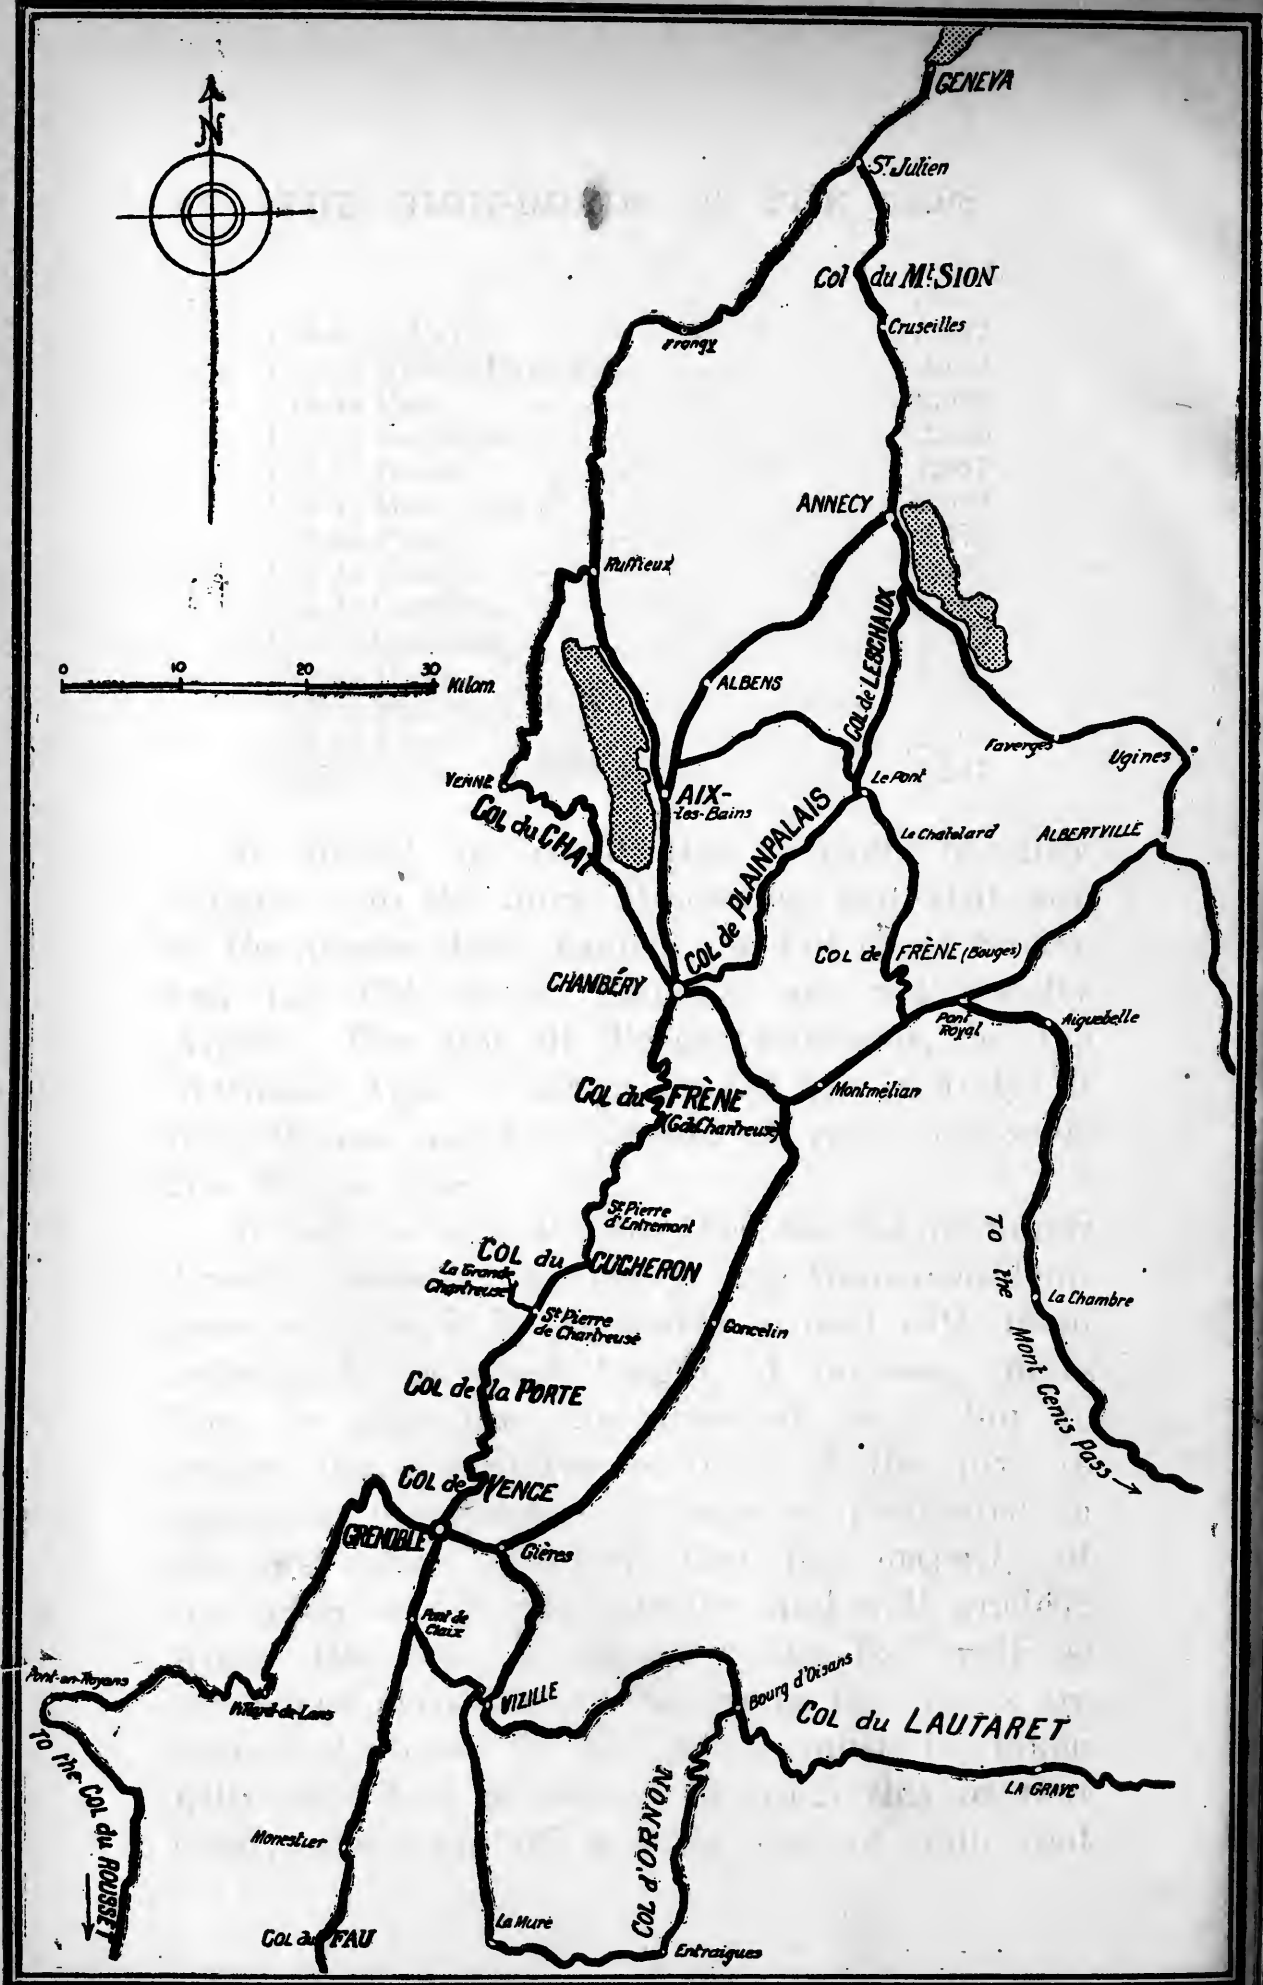 N
GENEVA
ST Julien
Col du Mt SION
Cruseilles
Frangy
ANNECY
Ruffieux
0 10 20 30 Kilom.
ALBENS
COL de LESCHAUX
Faverges
Ugines
YENNE
Le Pont
AIX-
-les-Bains
COL du CHAT
COL de PLAINPALAIS
Le Chatelard
ALBERTVILLE
COL de FRÈNE (Bauges)
CHAMBÉRY
Pont
Royal
Aiguebelle
COL du FRÈNE
(Gde Chartreuse)
Montmélian
St Pierre
d'Entremont
COL du CUCHERON
La Grande
Chartreuse
St Pierre
de Chartreuse
Goncelin
La Chambre
To the Mont Cenis Pass
COL de la PORTE
COL de VENCE
GRENOBLE
Gières
Pont de
Claix
Pont-en-Royans
Villard-de-Lans
VIZILLE
Bourg d'Oisans
COL du LAUTARET
LA GRAVE
To the COL du ROUSSET
Monestier
COL d'ORNON
COL du FAU
La Mure
Entraigues